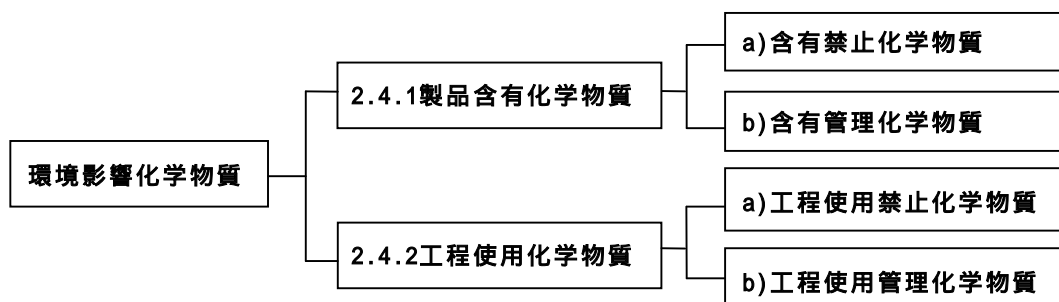 環境影響化学物質
2.4.1製品含有化学物質
a)含有禁止化学物質
b)含有管理化学物質
2.4.2工程使用化学物質
a)工程使用禁止化学物質
b)工程使用管理化学物質